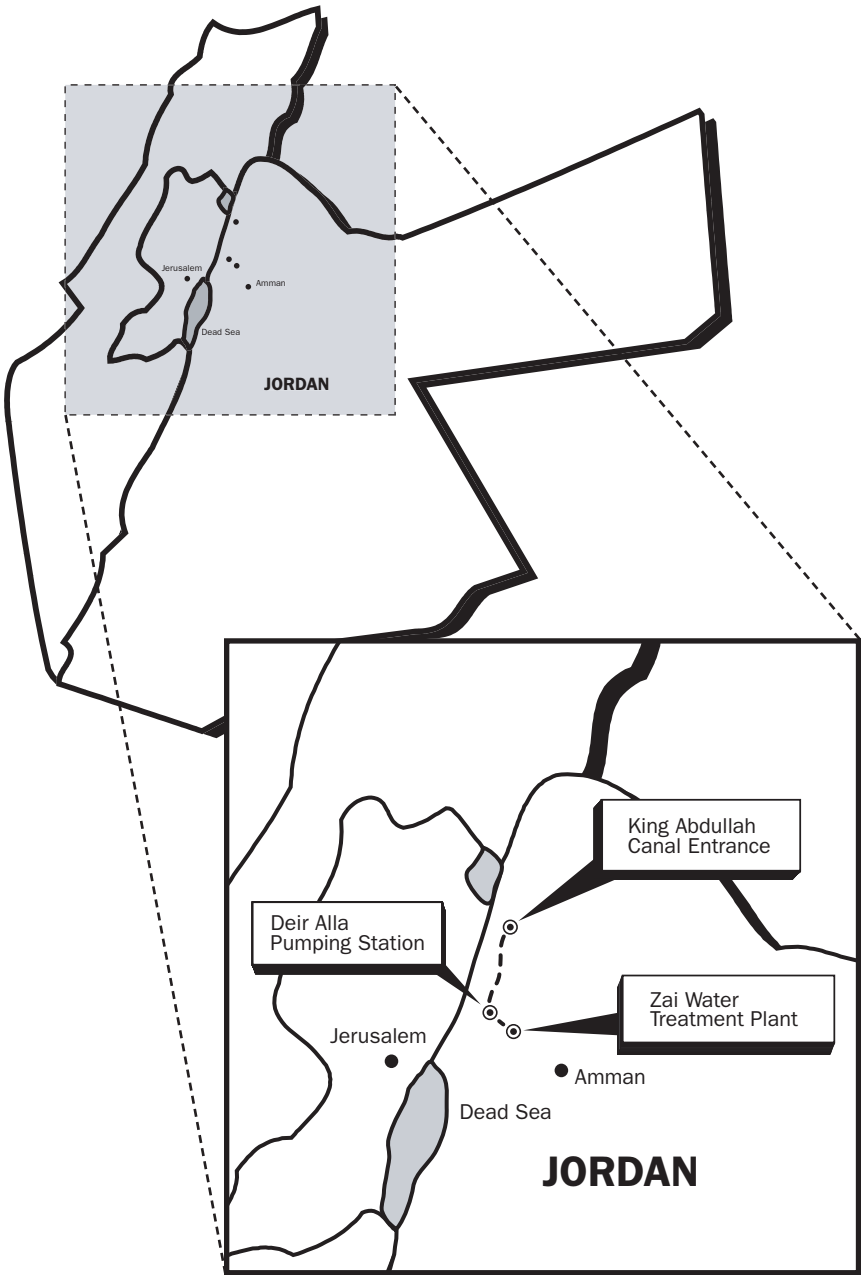 Jerusalem
Amman
Dead Sea
JORDAN
King Abdullah
Canal Entrance
Deir Alla
Pumping Station
Zai Water
Treatment Plant
Jerusalem
Amman
Dead Sea
JORDAN